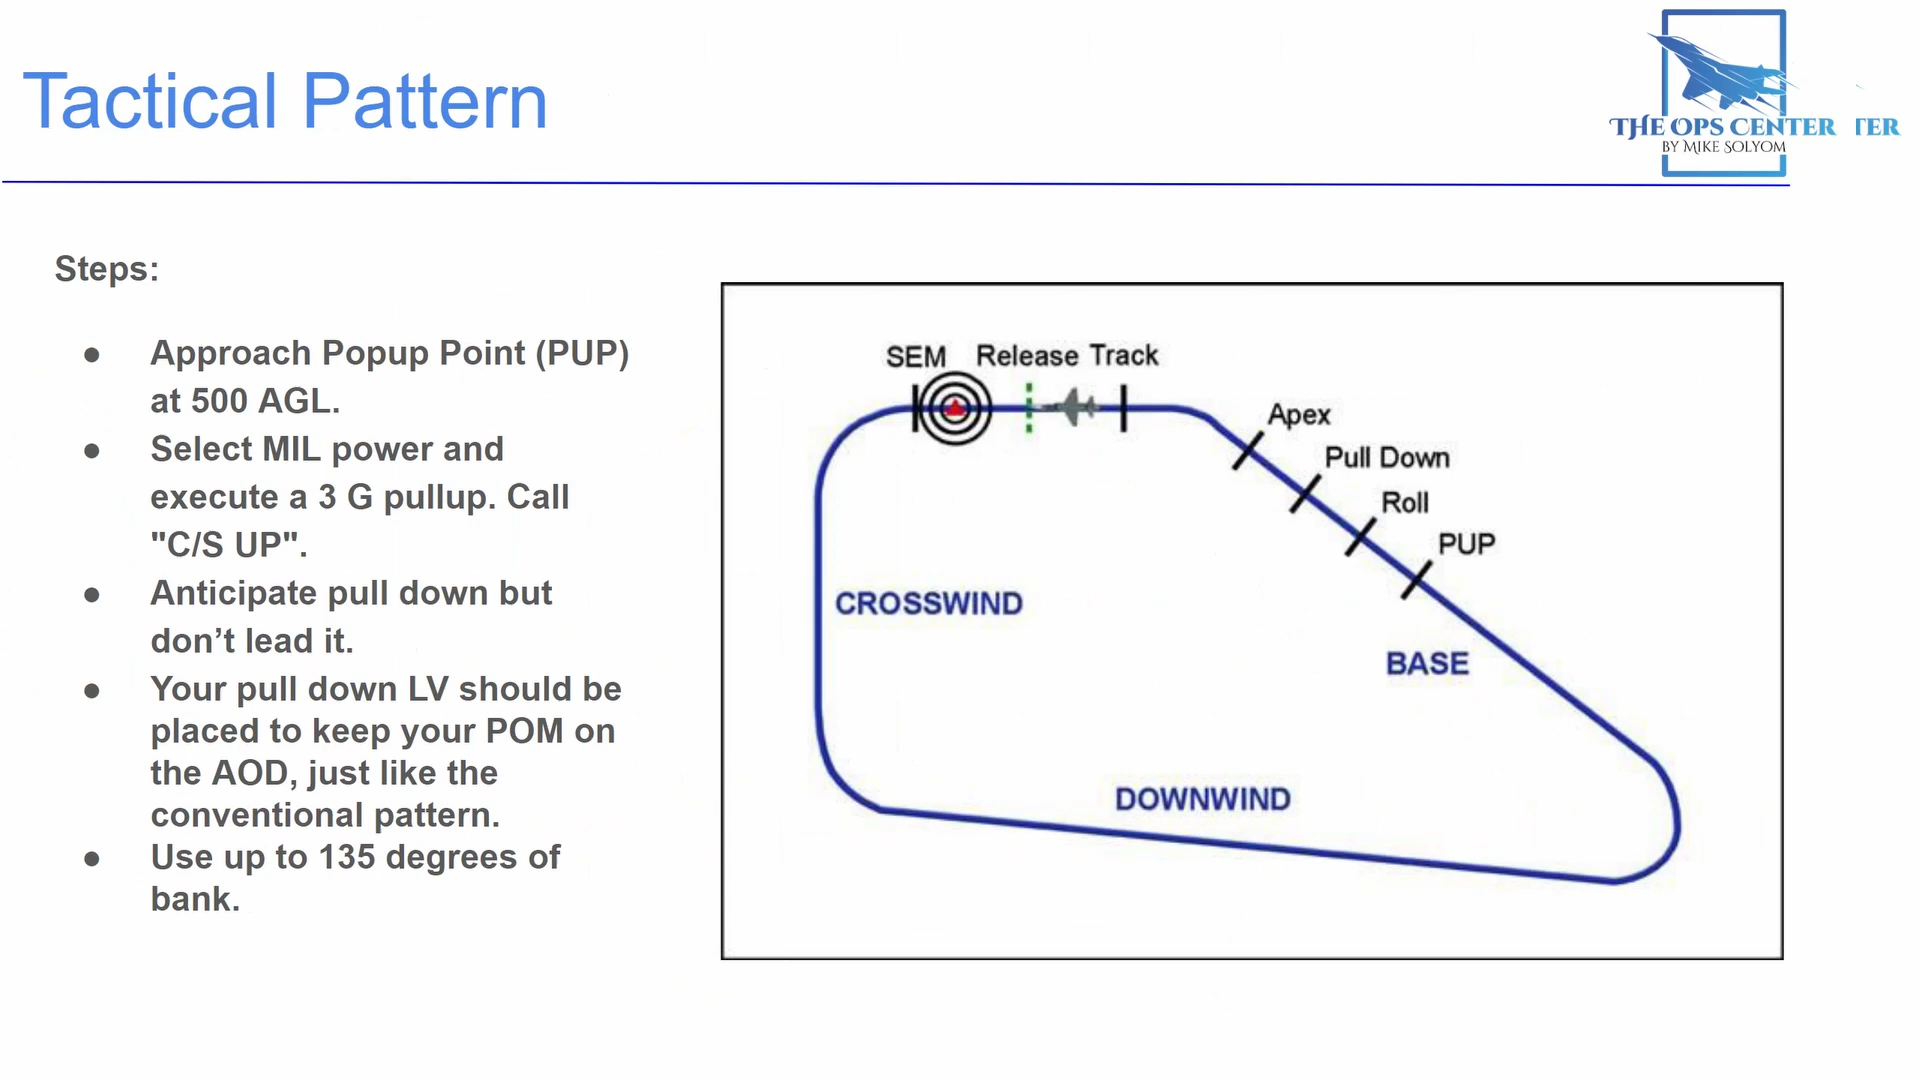 Tactical Pattern
THE OPS CENTER TER
BY MIKE SOLYOM
Steps:
● Approach Popup Point (PUP)
at 500 AGL.
● Select MIL power and
execute a 3 G pullup. Call
"C/S UP".
● Anticipate pull down but
don’t lead it.
● Your pull down LV should be
placed to keep your POM on
the AOD, just like the
conventional pattern.
● Use up to 135 degrees of
bank.
SEM Release Track
Apex
Pull Down
Roll
PUP
CROSSWIND
BASE
DOWNWIND